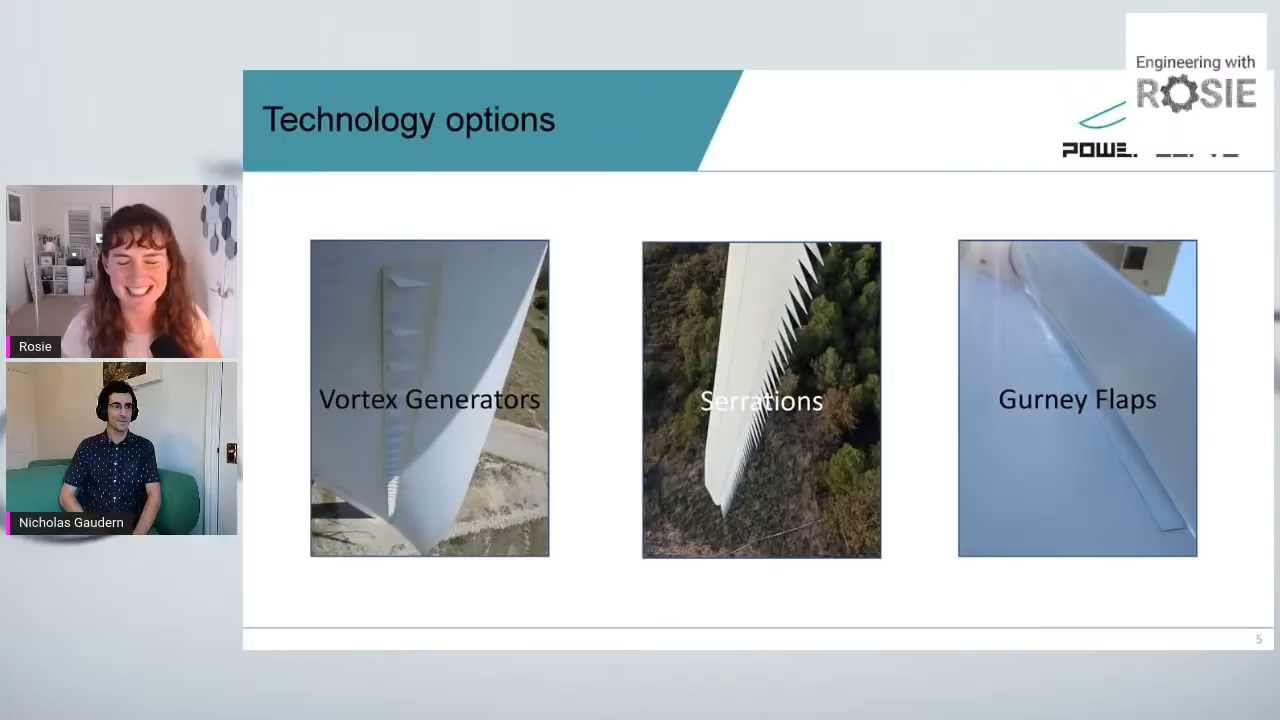 Engineering with
ROSIE
Technology options
POWE
Rosie
Nicholas Gaudern
Vortex Generators
Serrations
Gurney Flaps
5